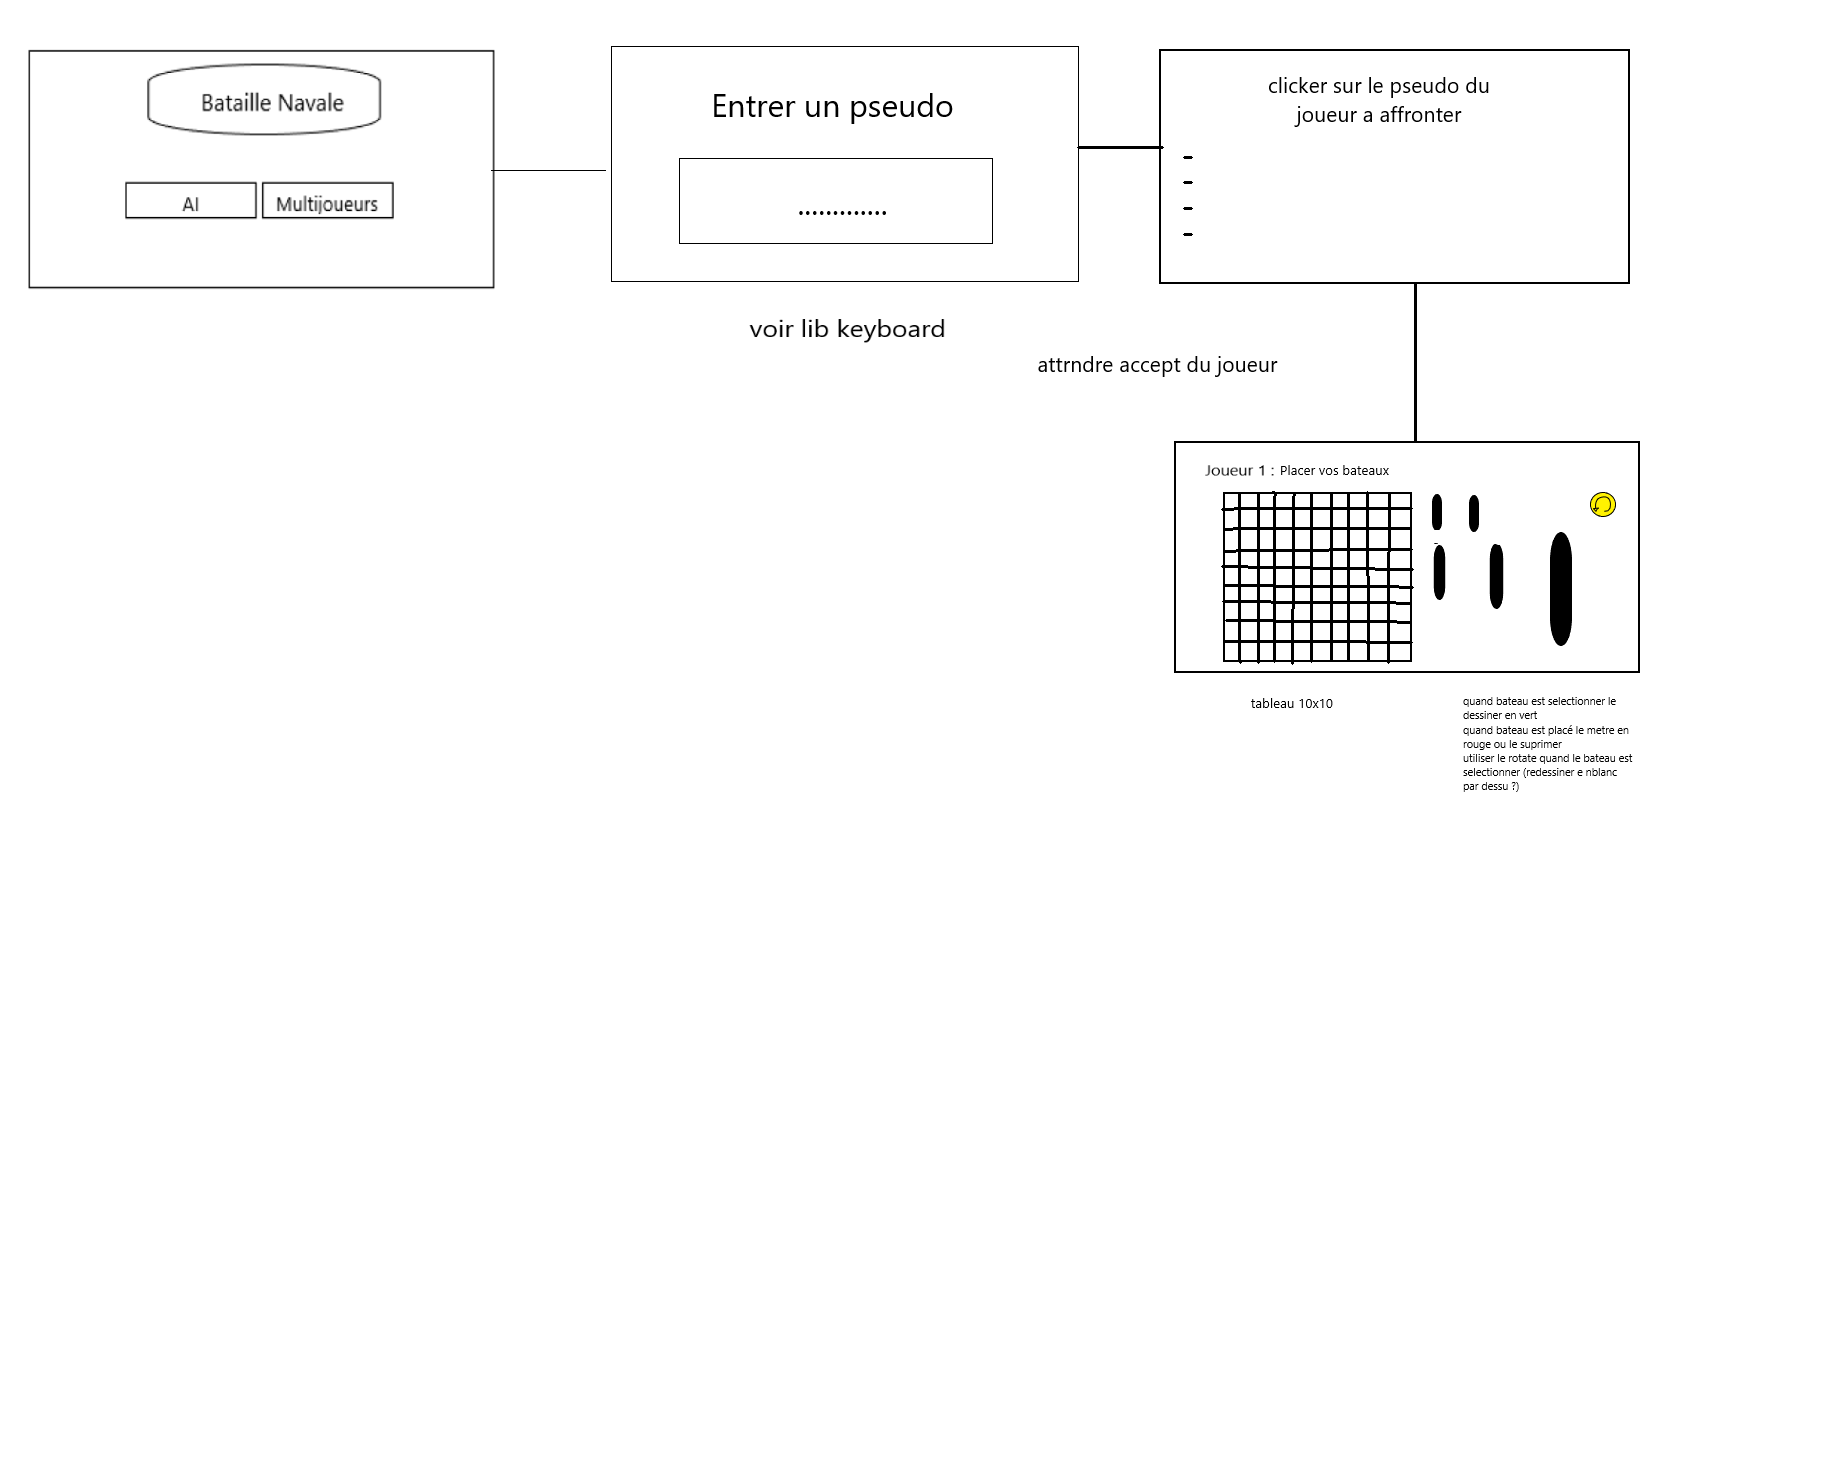 Bataille Navale
AI
Multijoueurs
Entrer un pseudo
.............
voir lib keyboard
clicker sur le pseudo du
joueur a affronter
-
-
-
-
attrndre accept du joueur
Joueur 1 : Placer vos bateaux
tableau 10x10
quand bateau est selectionner le
dessiner en vert
quand bateau est placé le metre en
rouge ou le suprimer
utiliser le rotate quand le bateau est
selectionner (redessiner e nblanc
par dessu ?)